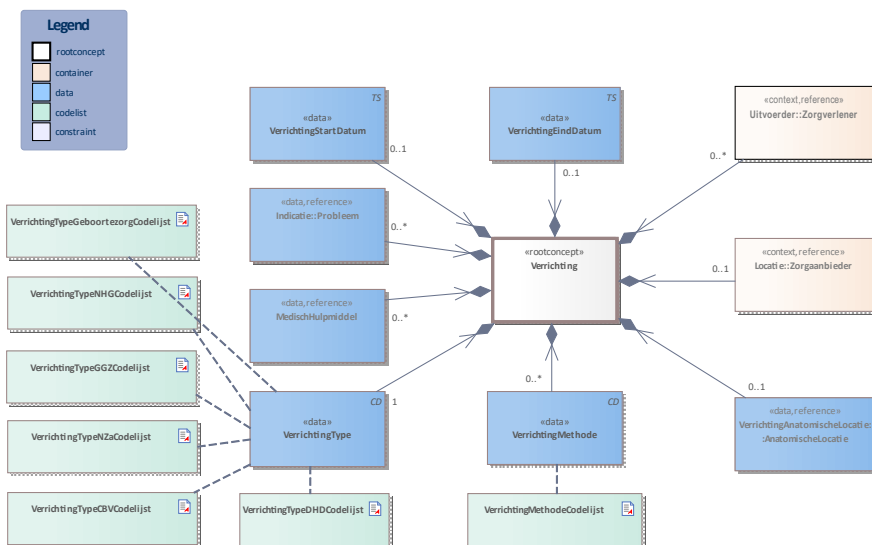 Legend
rootconcept
container
data
codelist
constraint
TS
«data»
VerrichtingStartDatum
0..1
TS
«data»
VerrichtingEindDatum
0..1
«context,reference»
Uitvoerder::Zorgverlener
0..*
«data,reference»
Indicatie::Probleem
0..*
«rootconcept»
Verrichting
«context,reference»
Locatie::Zorgaanbieder
0..1
«data,reference»
MedischHulpmiddel
0..*
VerrichtingTypeGeboortezorgCodelijst
VerrichtingTypeNHGCodelijst
VerrichtingTypeGGZCodelijst
VerrichtingTypeNZaCodelijst
VerrichtingTypeCBVCodelijst
CD
«data»
VerrichtingType
1
CD
«data»
VerrichtingMethode
0..*
«data,reference»
VerrichtingAnatomischeLocatie:
:AnatomischeLocatie
0..1
VerrichtingTypeDHDCodelijst
VerrichtingMethodeCodelijst